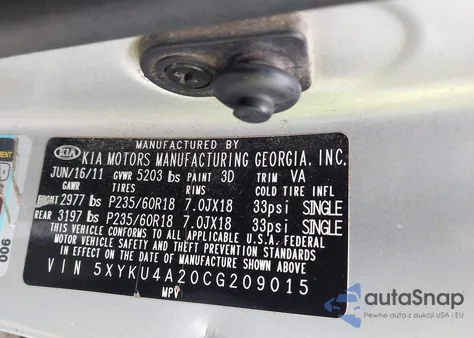 MANUFACTURED BY
KIA KIA MOTORS MANUFACTURING GEORGIA, INC.
JUN/16/11 GVWR 5203 lbs PAINT 3D TRIM VA
GAWR TIRES RIMS COLD TIRE INFL
2977 lbs P235/60R18 7.0JX18 33psi SINGLE
REAR 3197 lbs P235/60R18 7.0JX18 33psi SINGLE
THIS VEHICLE CONFORMS TO ALL APPLICABLE U.S.A. FEDERAL
MOTOR VEHICLE SAFETY AND THEFT PREVENTION STANDARDS
IN EFFECT ON THE DATE OF MANUFACTURE SHOWN ABOVE.
VIN 5XYKU4A20CG209015
MPV
900
autaSnap
Pewne auta z aukcji USA i EU